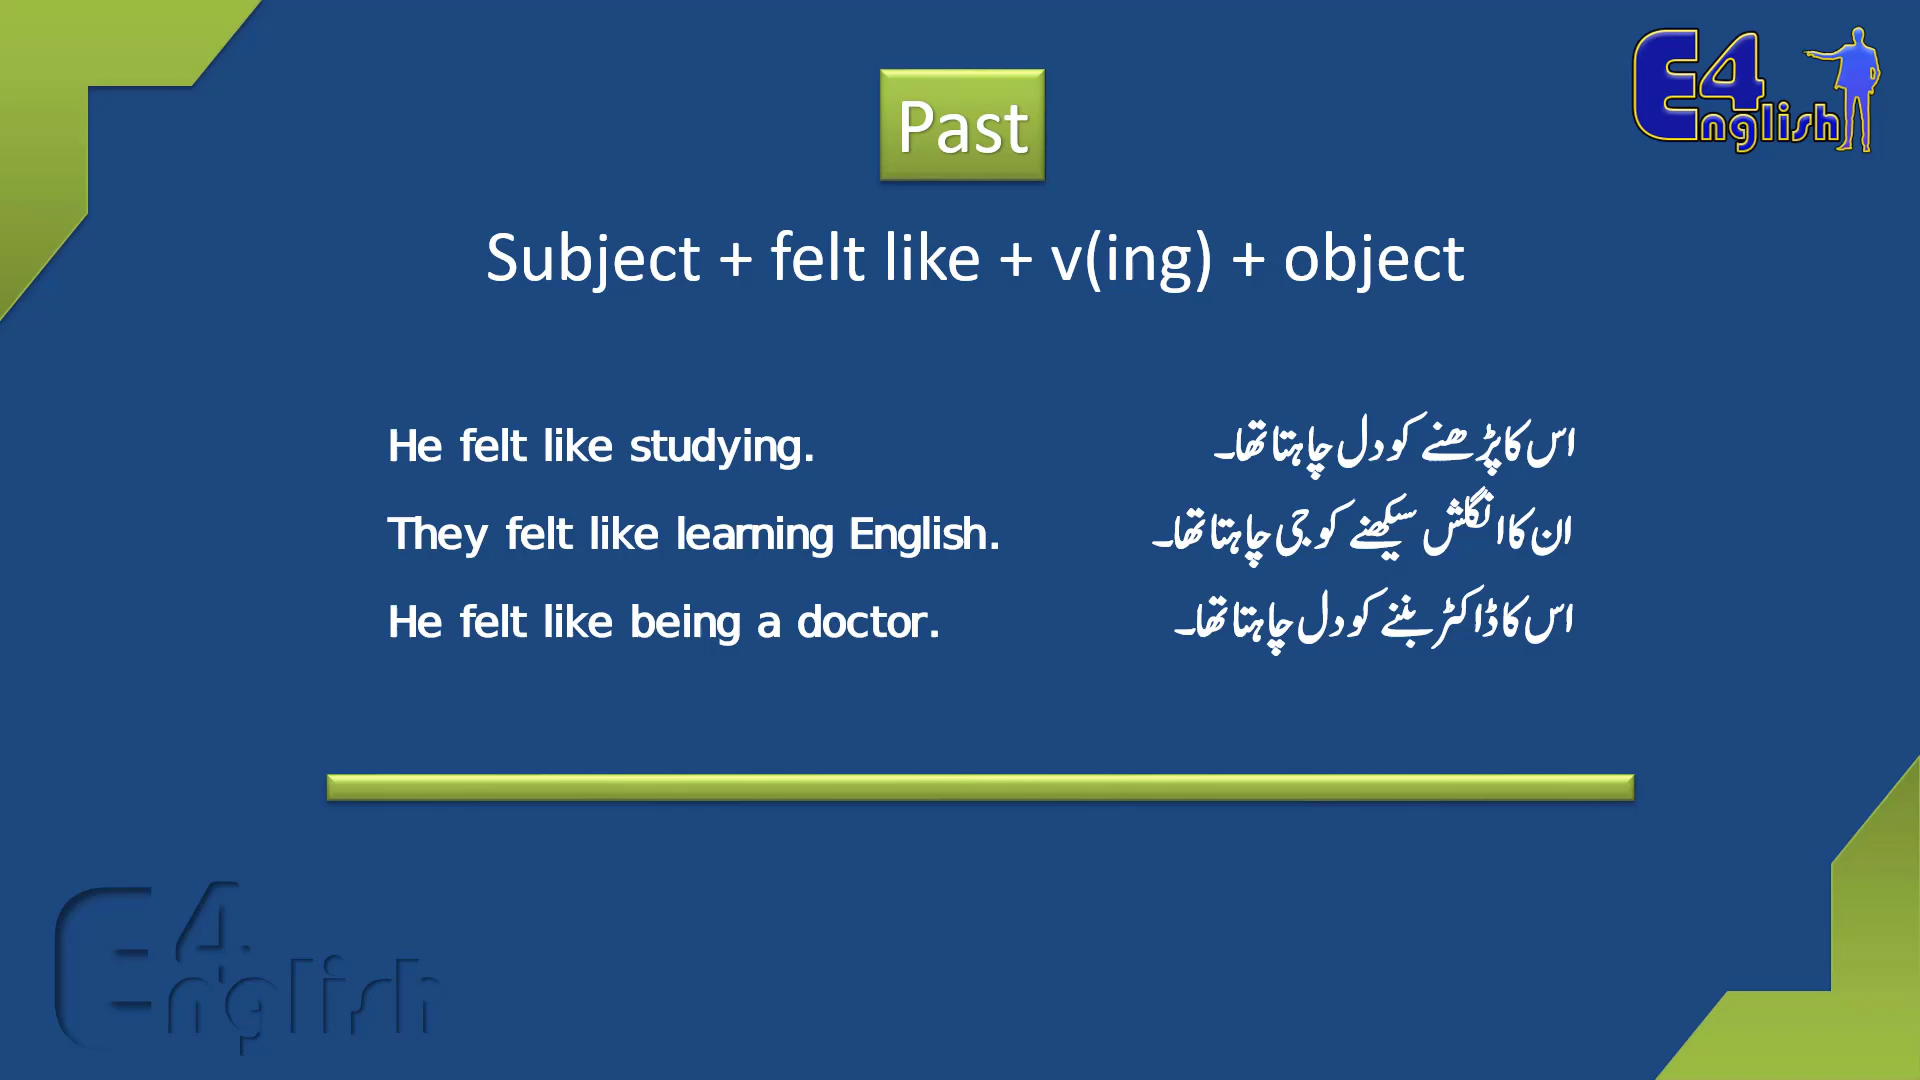 E4nglish
Past
Subject + felt like + v(ing) + object
He felt like studying. اس کا پڑھنے کو دل چاہتا تھا۔
They felt like learning English. ان کا انگلش سیکھنے کو جی چاہتا تھا۔
He felt like being a doctor. اس کا ڈاکٹر بننے کو دل چاہتا تھا۔
E4nglish